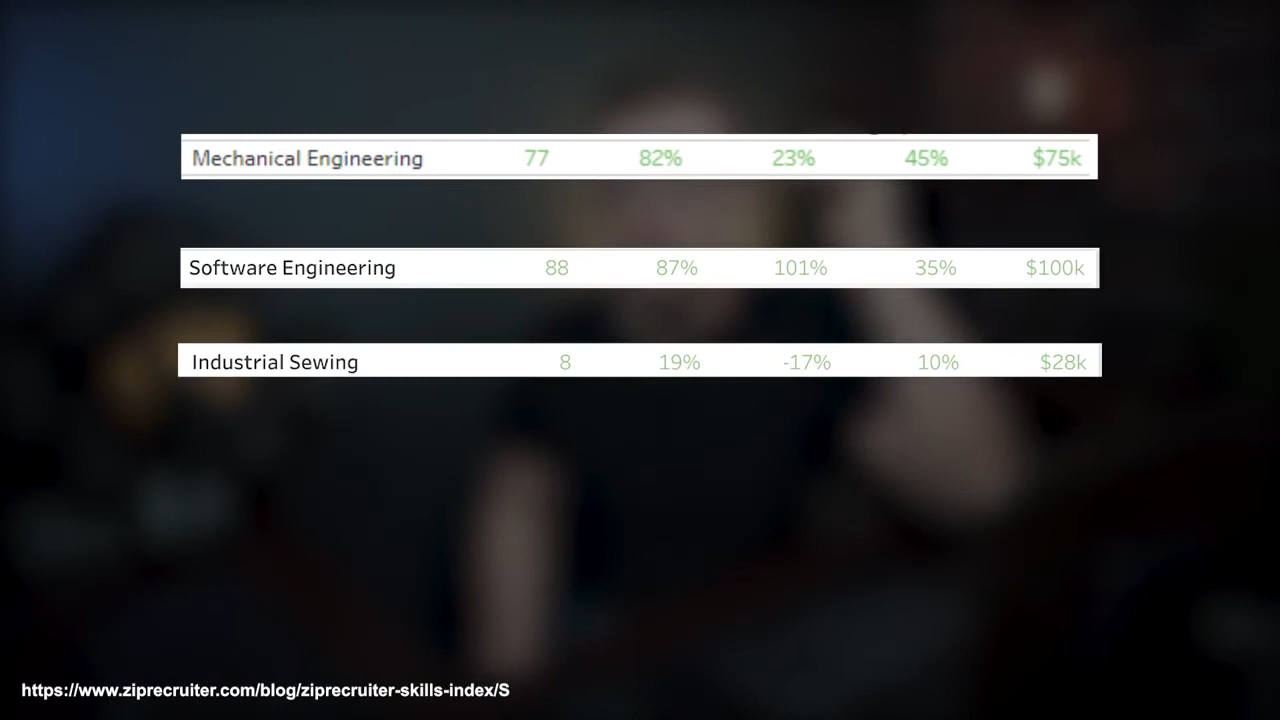 Mechanical Engineering 77 82% 23% 45% $75k
Software Engineering 88 87% 101% 35% $100k
Industrial Sewing 8 19% -17% 10% $28k
https://www.ziprecruiter.com/blog/ziprecruiter-skills-index/S